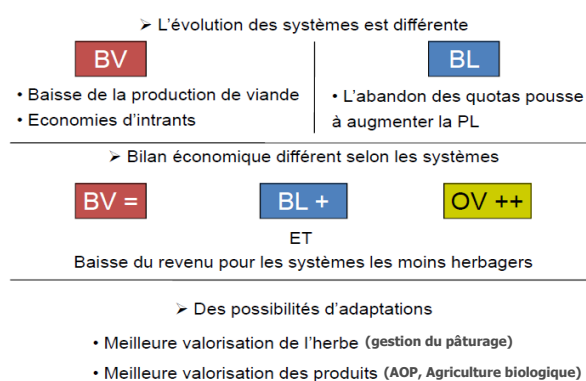 ➢ L'évolution des systèmes est différente
BV
BL
• Baisse de la production de viande
• Economies d'intrants
• L'abandon des quotas pousse
à augmenter la PL
➢ Bilan économique différent selon les systèmes
BV =
BL +
OV ++
ET
Baisse du revenu pour les systèmes les moins herbagers
➢ Des possibilités d'adaptations
• Meilleure valorisation de l'herbe (gestion du pâturage)
• Meilleure valorisation des produits (AOP, Agriculture biologique)